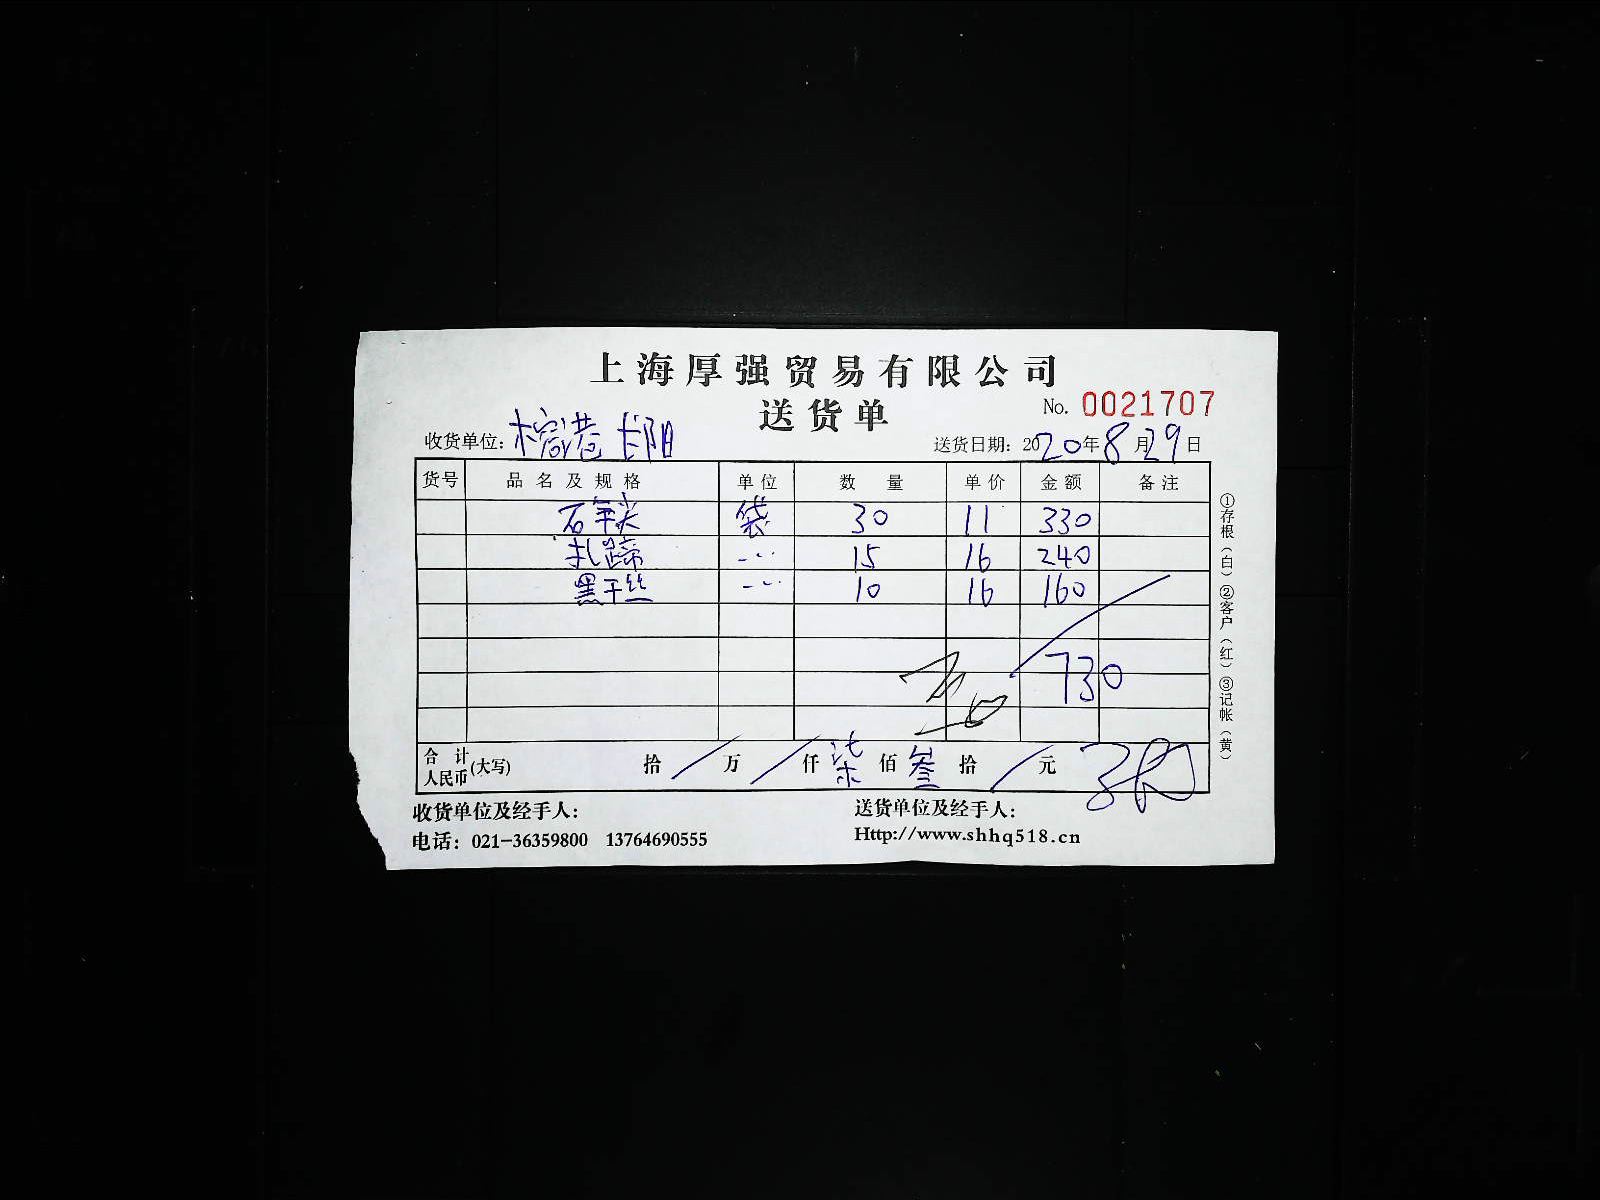 上海厚强贸易有限公司
送货单
No. 0021707
收货单位: 港 长阳
送货日期: 2020年8月29日
货号 品名及规格 单位 数量 单价 金额 备注
石 尖 袋 30 11 330
扎蹄 〃 15 16 240
黑干丝 〃 10 16 160
730
合计人民币(大写) 拾 / 万 / 仟 柒 佰 叁 拾 / 元
收货单位及经手人:
送货单位及经手人:
电话: 021-36359800 13764690555
Http://www.shhq518.cn
①存根(白)②客户(红)③记帐(黄)